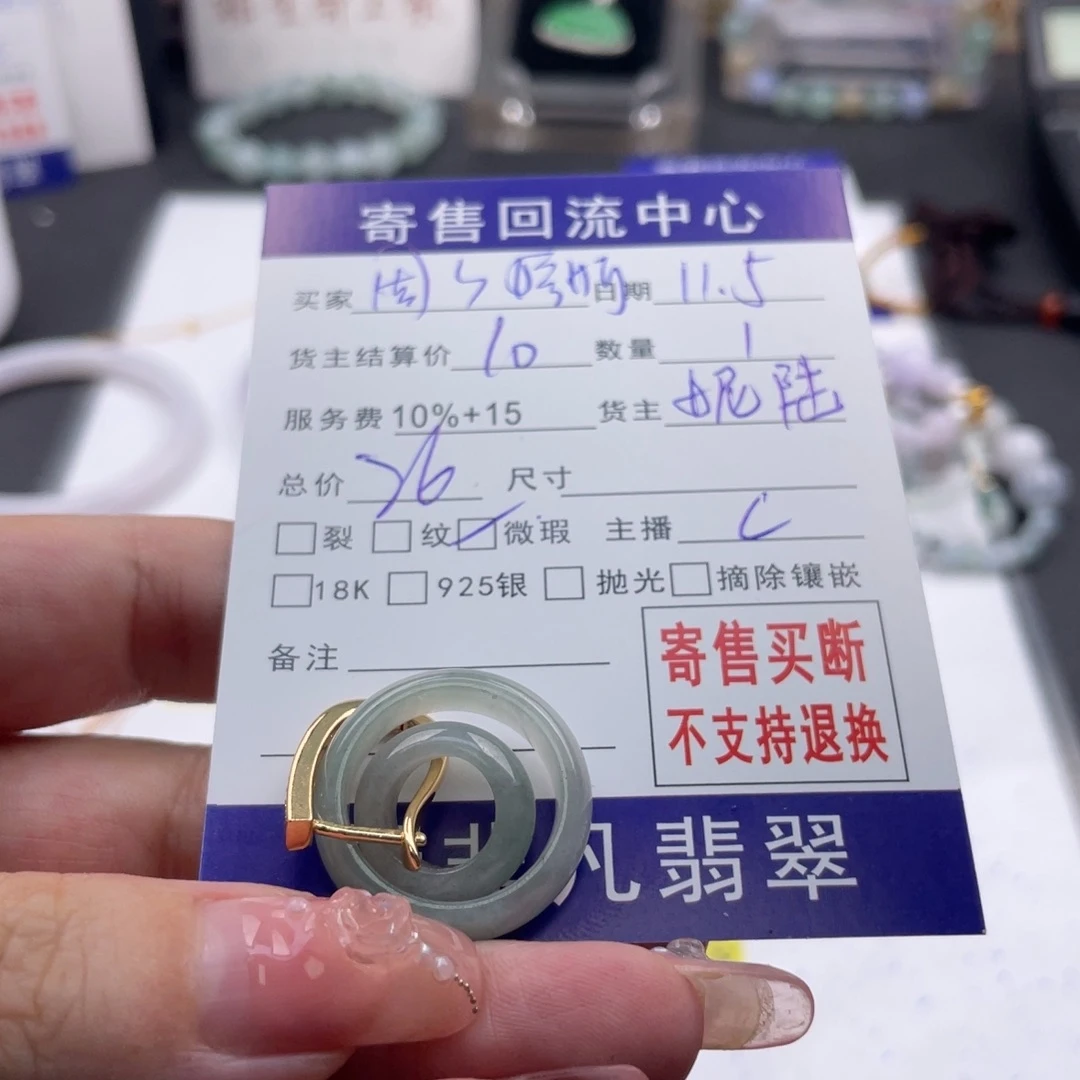 寄售回流中心
买家 日期 11.5
货主结算价 10 数量 1
服务费 10%+15 货主 妮陆
总价 26 尺寸
裂 纹 微瑕 主播 C
18K 925银 抛光 摘除镶嵌
备注
寄售买断
不支持退换
凡翡翠